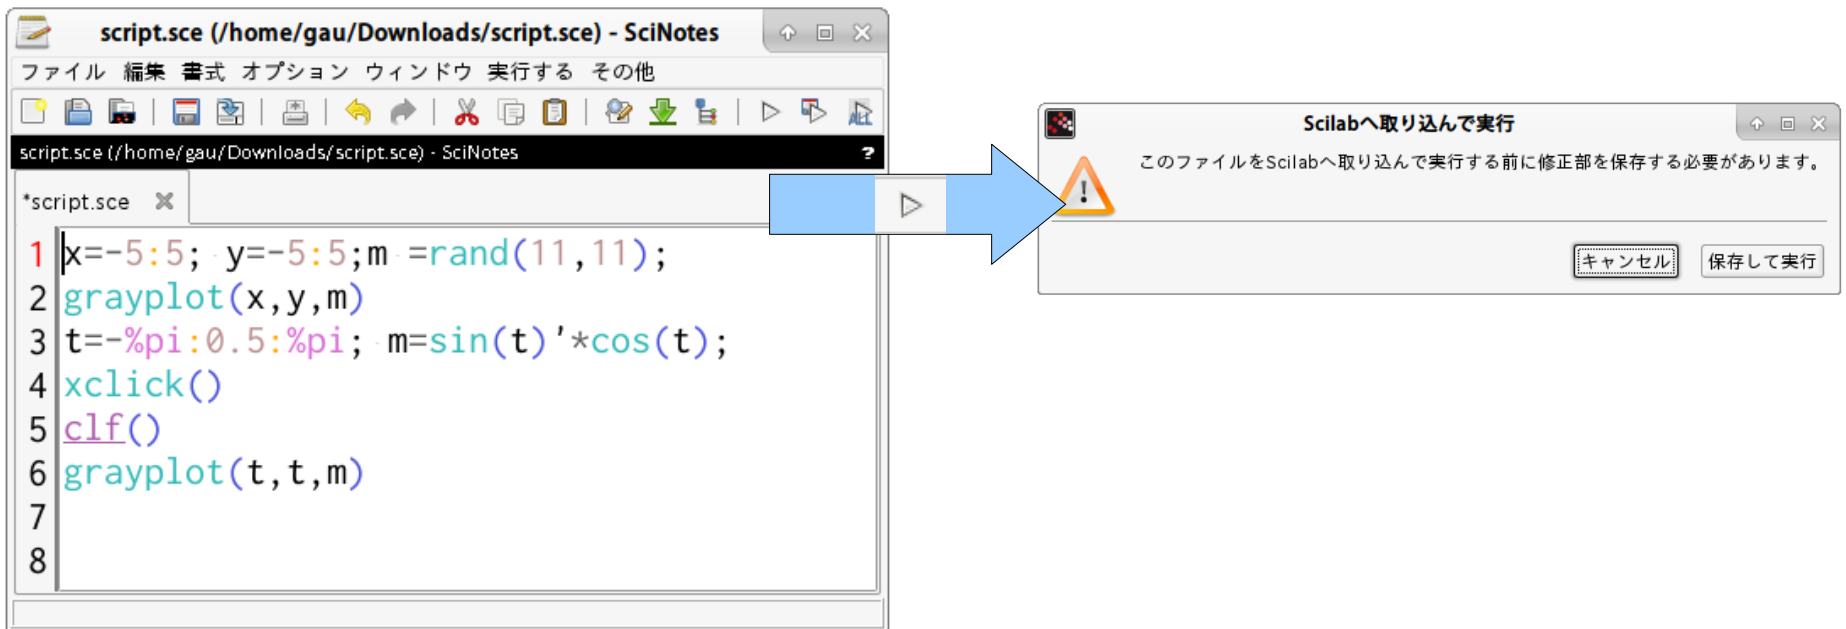 script.sce (/home/gau/Downloads/script.sce) - SciNotes
ファイル 編集 書式 オプション ウィンドウ 実行する その他
script.sce (/home/gau/Downloads/script.sce) - SciNotes ?
*script.sce
1 x=-5:5; y=-5:5;m =rand(11,11);
2 grayplot(x,y,m)
3 t=-%pi:0.5:%pi; m=sin(t)'*cos(t);
4 xclick()
5 clf()
6 grayplot(t,t,m)
7
8
Scilabへ取り込んで実行
このファイルをScilabへ取り込んで実行する前に修正部を保存する必要があります。
キャンセル 保存して実行